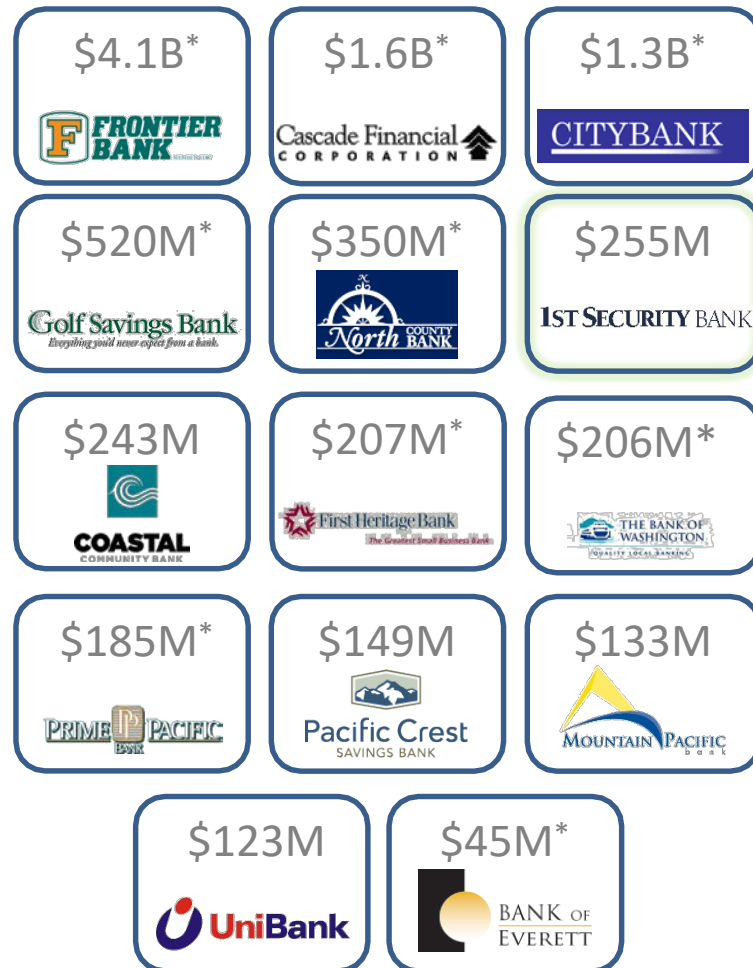 $4.1B* $1.6B* $1.3B*
FRONTIER
BANK
Cascade Financial
CORPORATION
CITYBANK
$520M* $350M* $255M
Golf Savings Bank
Everything you'd never expect from a bank.
N
North COUNTY
BANK
1ST SECURITY BANK
$243M $207M* $206M*
COASTAL
COMMUNITY BANK
First Heritage Bank
The Greatest Small Business Bank
THE BANK OF
WASHINGTON
QUALITY LOCAL BANKING
$185M* $149M $133M
PRIME PACIFIC
BANK
Pacific Crest
SAVINGS BANK
MOUNTAIN PACIFIC
bank
$123M $45M*
UniBank
BANK OF
EVERETT